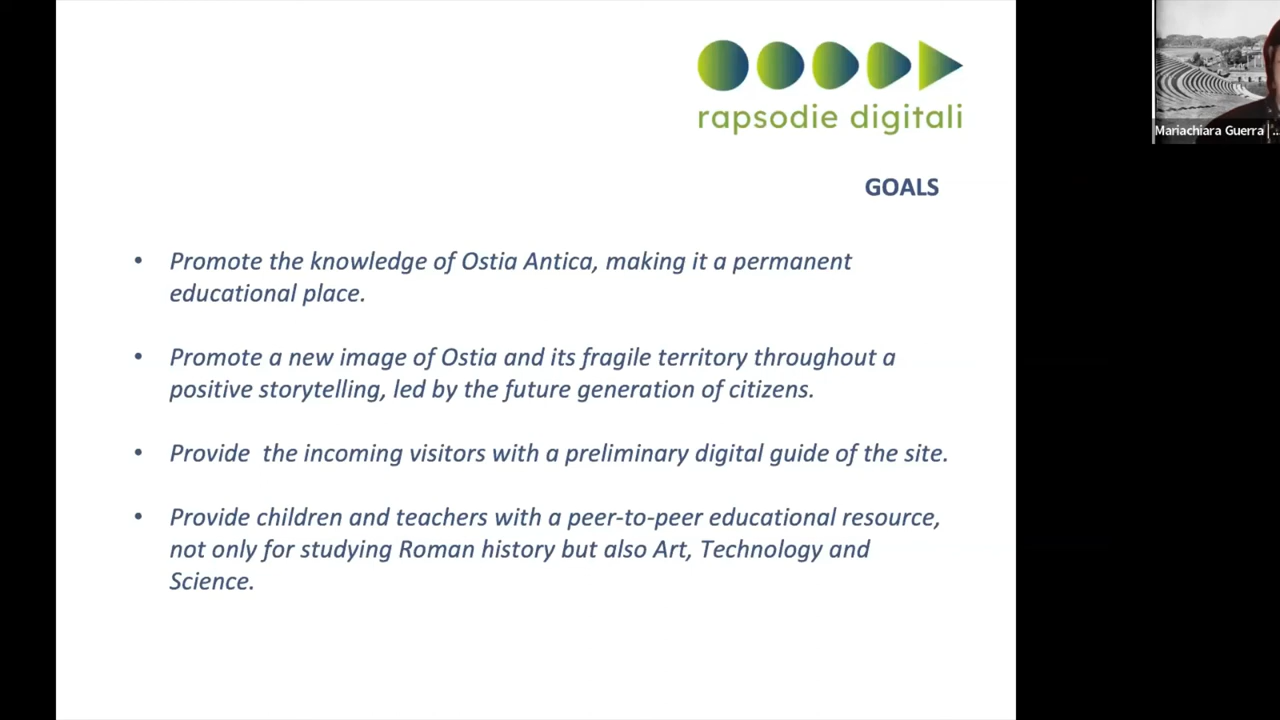 rapsodie digitali
Mariachiara Guerra | ...
GOALS
• Promote the knowledge of Ostia Antica, making it a permanent
educational place.
• Promote a new image of Ostia and its fragile territory throughout a
positive storytelling, led by the future generation of citizens.
• Provide  the incoming visitors with a preliminary digital guide of the site.
• Provide children and teachers with a peer-to-peer educational resource,
not only for studying Roman history but also Art, Technology and
Science.